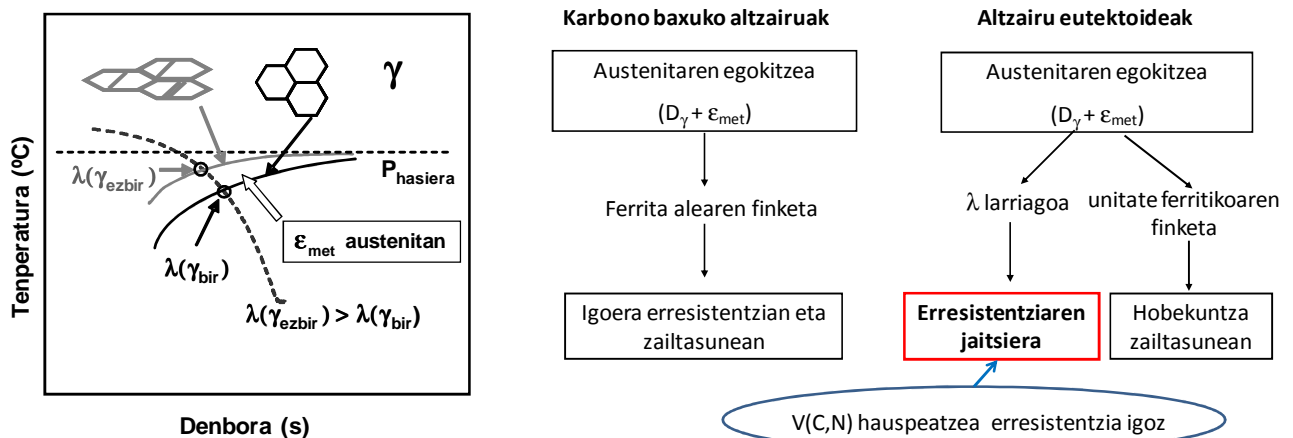 Tenperatura (ºC)
γ
λ(γezbir)
Phasiera
εmet austenitan
λ(γbir)
λ(γezbir) > λ(γbir)
Denbora (s)
Karbono baxuko altzairuak
Austenitaren egokitzea
(Dγ + εmet)
Ferrita alearen finketa
Igoera erresistentzian eta
zailtasunean
Altzairu eutektoideak
Austenitaren egokitzea
(Dγ + εmet)
λ larriagoa
unitate ferritikoaren
finketa
Erresistentziaren
jaitsiera
Hobekuntza
zailtasunean
V(C,N) hauspeatzea erresistentzia igoz